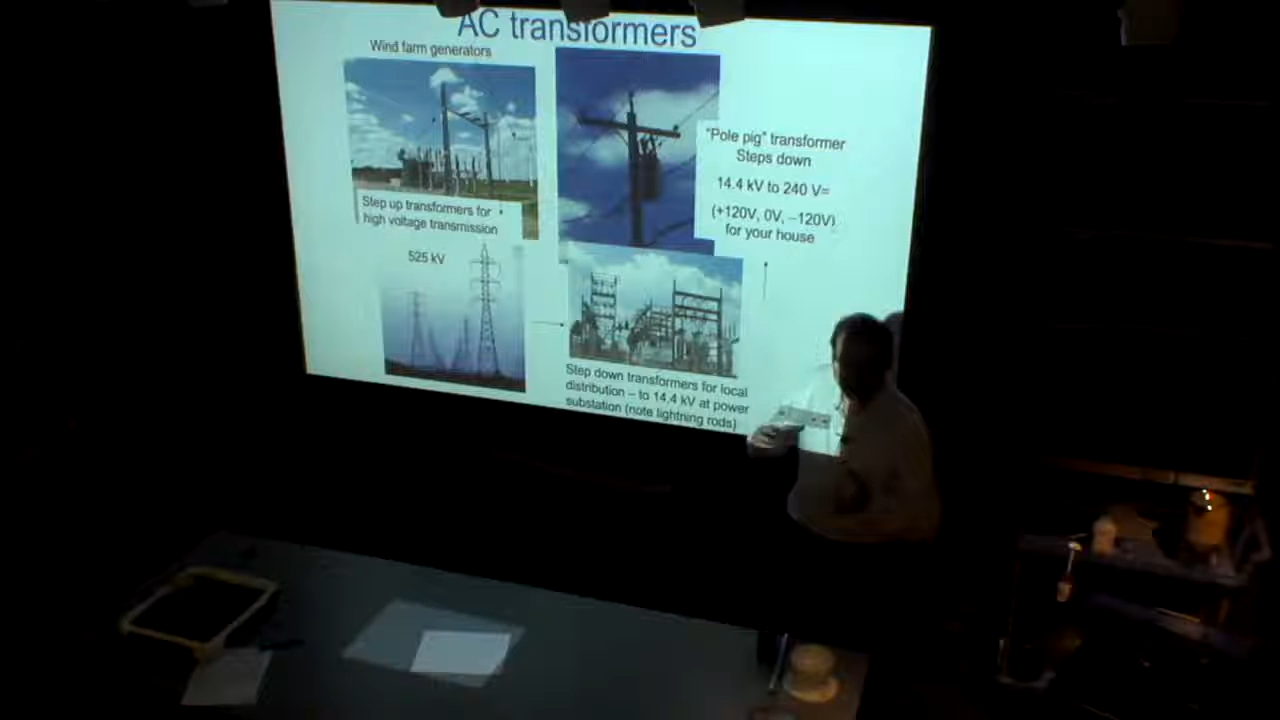 AC transformers
Wind farm generators
Step up transformers for
high voltage transmission
525 kV
"Pole pig" transformer
Steps down
14.4 kV to 240 V=
(+120V, 0V, –120V)
for your house
Step down transformers for local
distribution – to 14.4 kV at power
substation (note lightning rods)